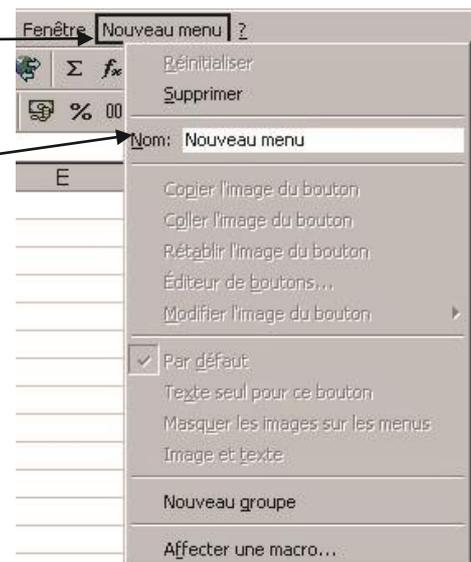 Fenêtre Nouveau menu ?
Réinitialiser
Σ fx
Supprimer
% 00
Nom: Nouveau menu
E
Copier l'image du bouton
Coller l'image du bouton
Rétablir l'image du bouton
Éditeur de boutons...
Modifier l'image du bouton
Par défaut
Texte seul pour ce bouton
Masquer les images sur les menus
Image et texte
Nouveau groupe
Affecter une macro...